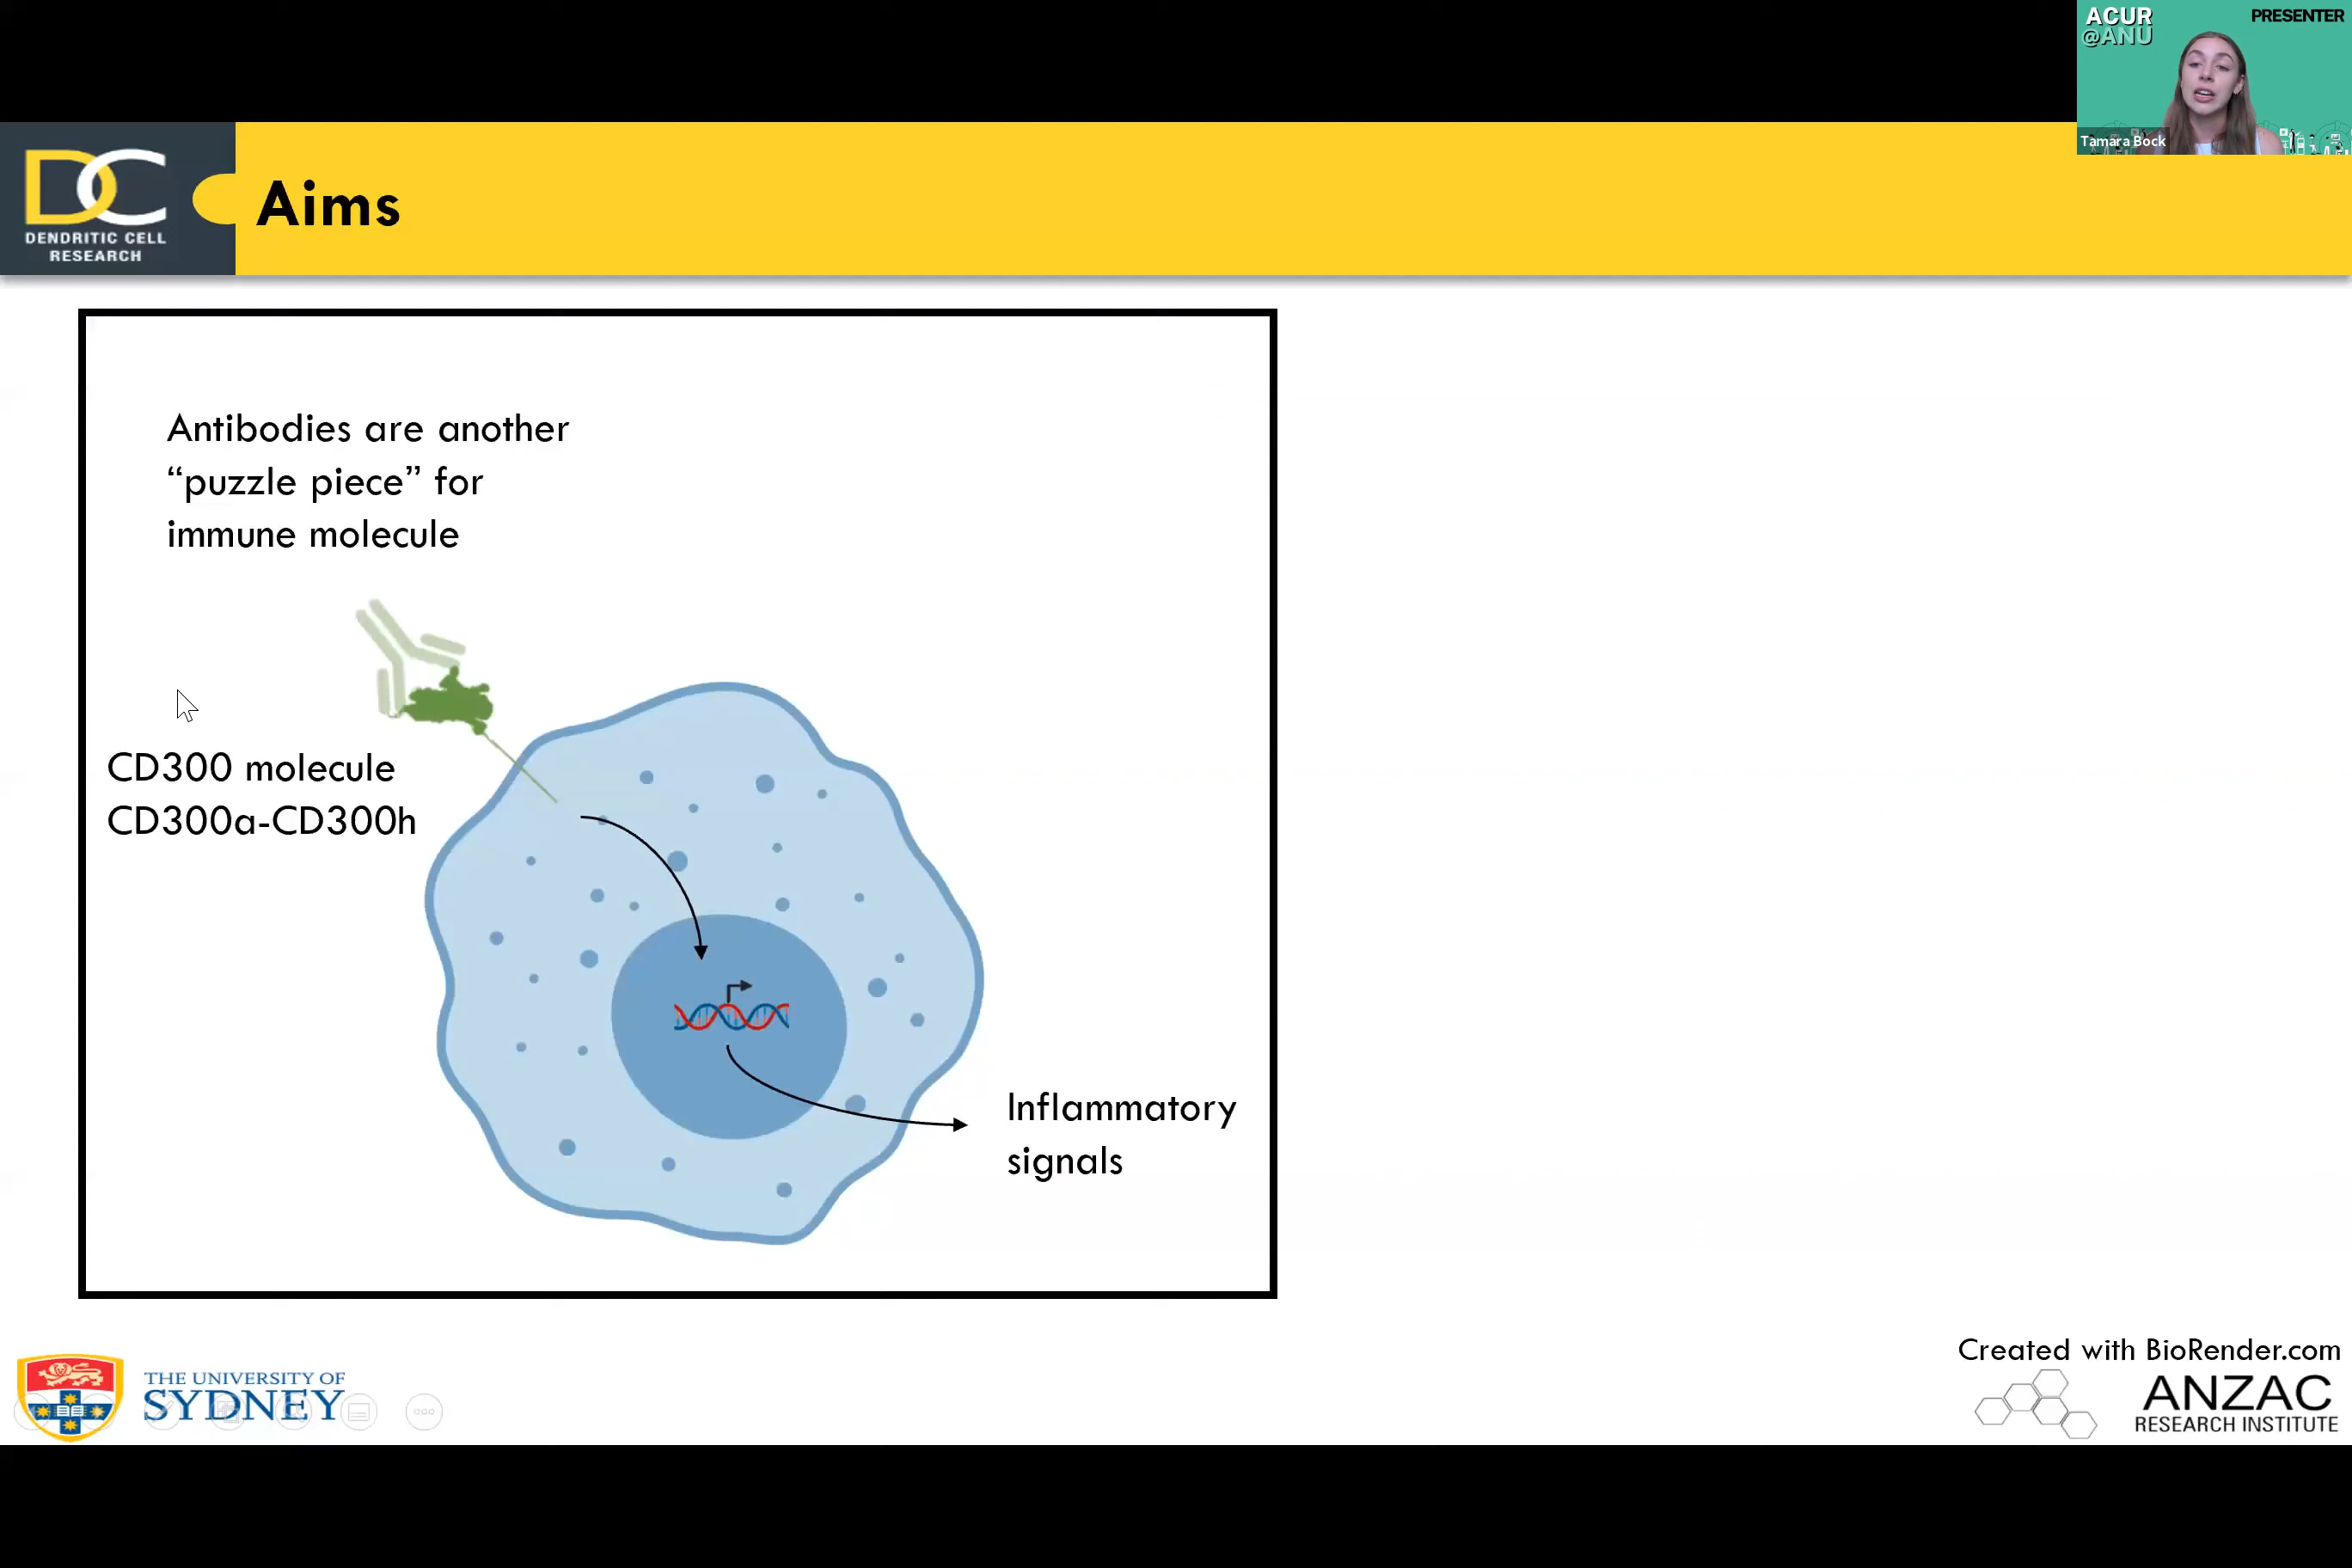 ACUR
@ANU
PRESENTER
Tamara Bock
DC
DENDRITIC CELL
RESEARCH
Aims
Antibodies are another
“puzzle piece” for
immune molecule
CD300 molecule
CD300a-CD300h
Inflammatory
signals
Created with BioRender.com
THE UNIVERSITY OF
SYDNEY
ANZAC
RESEARCH INSTITUTE